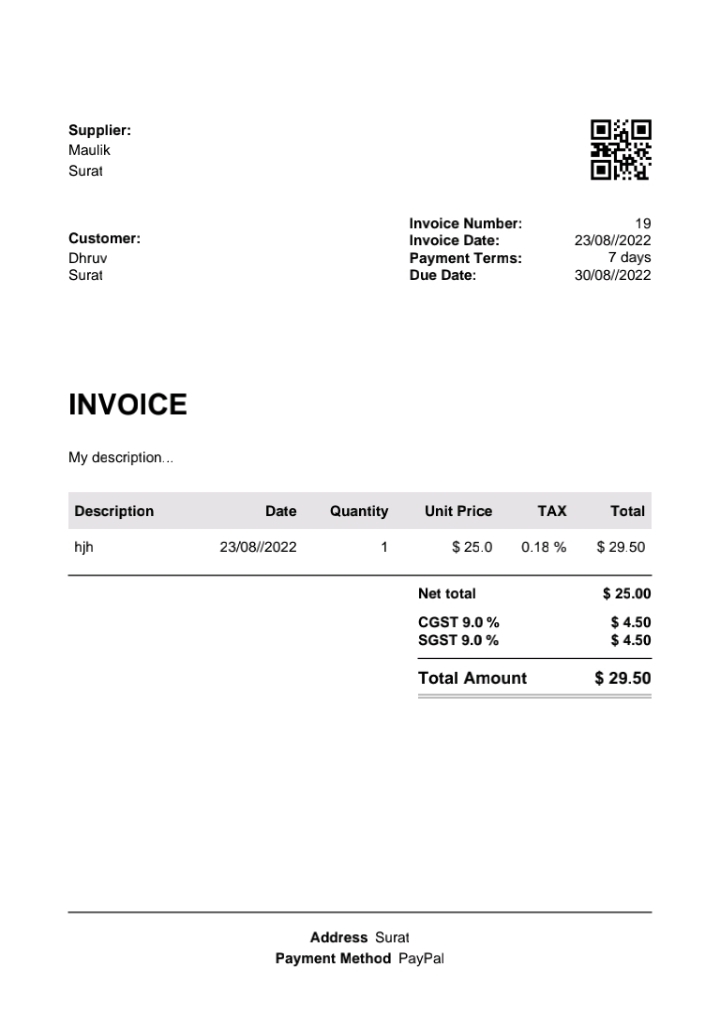 Supplier:
Maulik
Surat
Invoice Number: 19
Invoice Date: 23/08//2022
Payment Terms: 7 days
Due Date: 30/08//2022
Customer:
Dhruv
Surat
INVOICE
My description...
Description Date Quantity Unit Price TAX Total
hjh 23/08//2022 1 $ 25.0 0.18 % $ 29.50
Net total $ 25.00
CGST 9.0 % $ 4.50
SGST 9.0 % $ 4.50
Total Amount $ 29.50
Address Surat
Payment Method PayPal